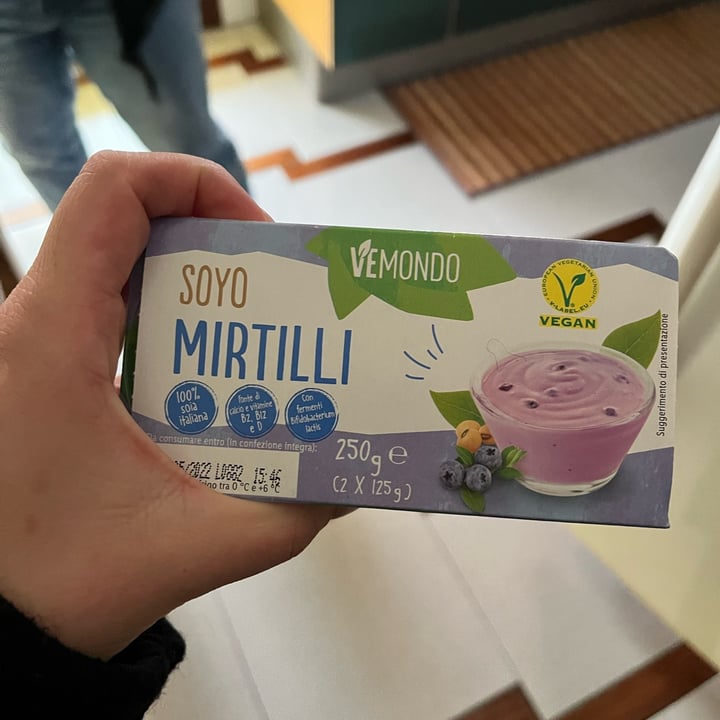 VEMONDO
SOYO
MIRTILLI
100%
soia
italiana
fonte di
calcio e vitamine
B2, B12
e D
Con
fermenti
Bifidobacterium
lactis
EUROPEAN VEGETARIAN UNION
V-LABEL.EU
VEGAN
Suggerimento di presentazione
consumare entro (in confezione integra):
5/2022 L0882 15:46
tra 0 °C e +6 °C
250g e
(2 X 125g)